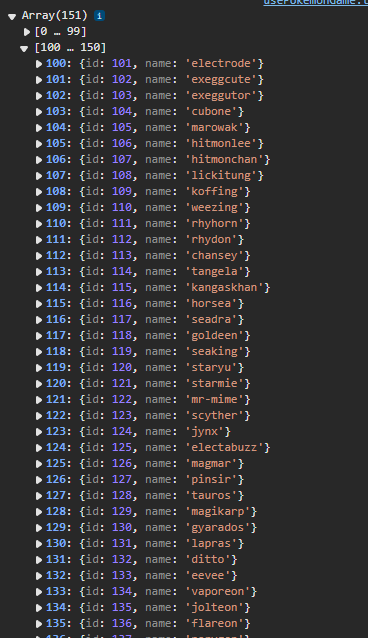 usePokemonGame.t
Array(151) i
[0 … 99]
[100 … 150]
100: {id: 101, name: 'electrode'}
101: {id: 102, name: 'exeggcute'}
102: {id: 103, name: 'exeggutor'}
103: {id: 104, name: 'cubone'}
104: {id: 105, name: 'marowak'}
105: {id: 106, name: 'hitmonlee'}
106: {id: 107, name: 'hitmonchan'}
107: {id: 108, name: 'lickitung'}
108: {id: 109, name: 'koffing'}
109: {id: 110, name: 'weezing'}
110: {id: 111, name: 'rhyhorn'}
111: {id: 112, name: 'rhydon'}
112: {id: 113, name: 'chansey'}
113: {id: 114, name: 'tangela'}
114: {id: 115, name: 'kangaskhan'}
115: {id: 116, name: 'horsea'}
116: {id: 117, name: 'seadra'}
117: {id: 118, name: 'goldeen'}
118: {id: 119, name: 'seaking'}
119: {id: 120, name: 'staryu'}
120: {id: 121, name: 'starmie'}
121: {id: 122, name: 'mr-mime'}
122: {id: 123, name: 'scyther'}
123: {id: 124, name: 'jynx'}
124: {id: 125, name: 'electabuzz'}
125: {id: 126, name: 'magmar'}
126: {id: 127, name: 'pinsir'}
127: {id: 128, name: 'tauros'}
128: {id: 129, name: 'magikarp'}
129: {id: 130, name: 'gyarados'}
130: {id: 131, name: 'lapras'}
131: {id: 132, name: 'ditto'}
132: {id: 133, name: 'eevee'}
133: {id: 134, name: 'vaporeon'}
134: {id: 135, name: 'jolteon'}
135: {id: 136, name: 'flareon'}